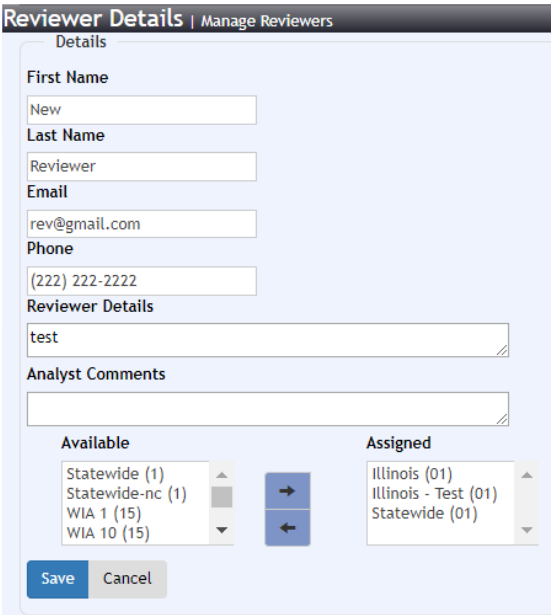 Reviewer Details | Manage Reviewers
Details
First Name
New
Last Name
Reviewer
Email
rev@gmail.com
Phone
(222) 222-2222
Reviewer Details
test
Analyst Comments
Available
Statewide (1)
Statewide-nc (1)
WIA 1 (15)
WIA 10 (15)
Assigned
Illinois (01)
Illinois - Test (01)
Statewide (01)
Save Cancel